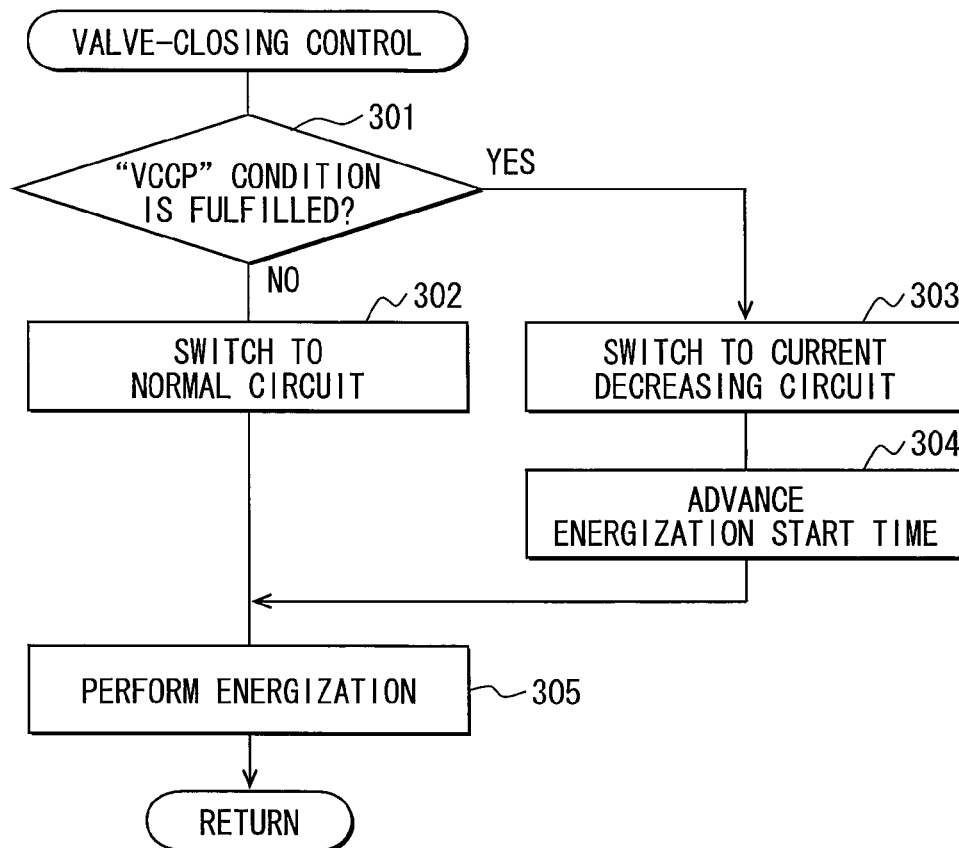 VALVE-CLOSING CONTROL
301
“VCCP” CONDITION
IS FULFILLED?
YES
NO
302
SWITCH TO
NORMAL CIRCUIT
303
SWITCH TO CURRENT
DECREASING CIRCUIT
304
ADVANCE
ENERGIZATION START TIME
PERFORM ENERGIZATION
305
RETURN